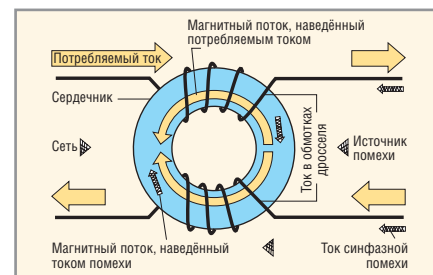 Магнитный поток, наведённый
потребляемым током
Потребляемый ток
Сердечник
Сеть
Ток в обмотках
дросселя
Источник
помехи
Магнитный поток, наведённый
током помехи
Ток синфазной
помехи